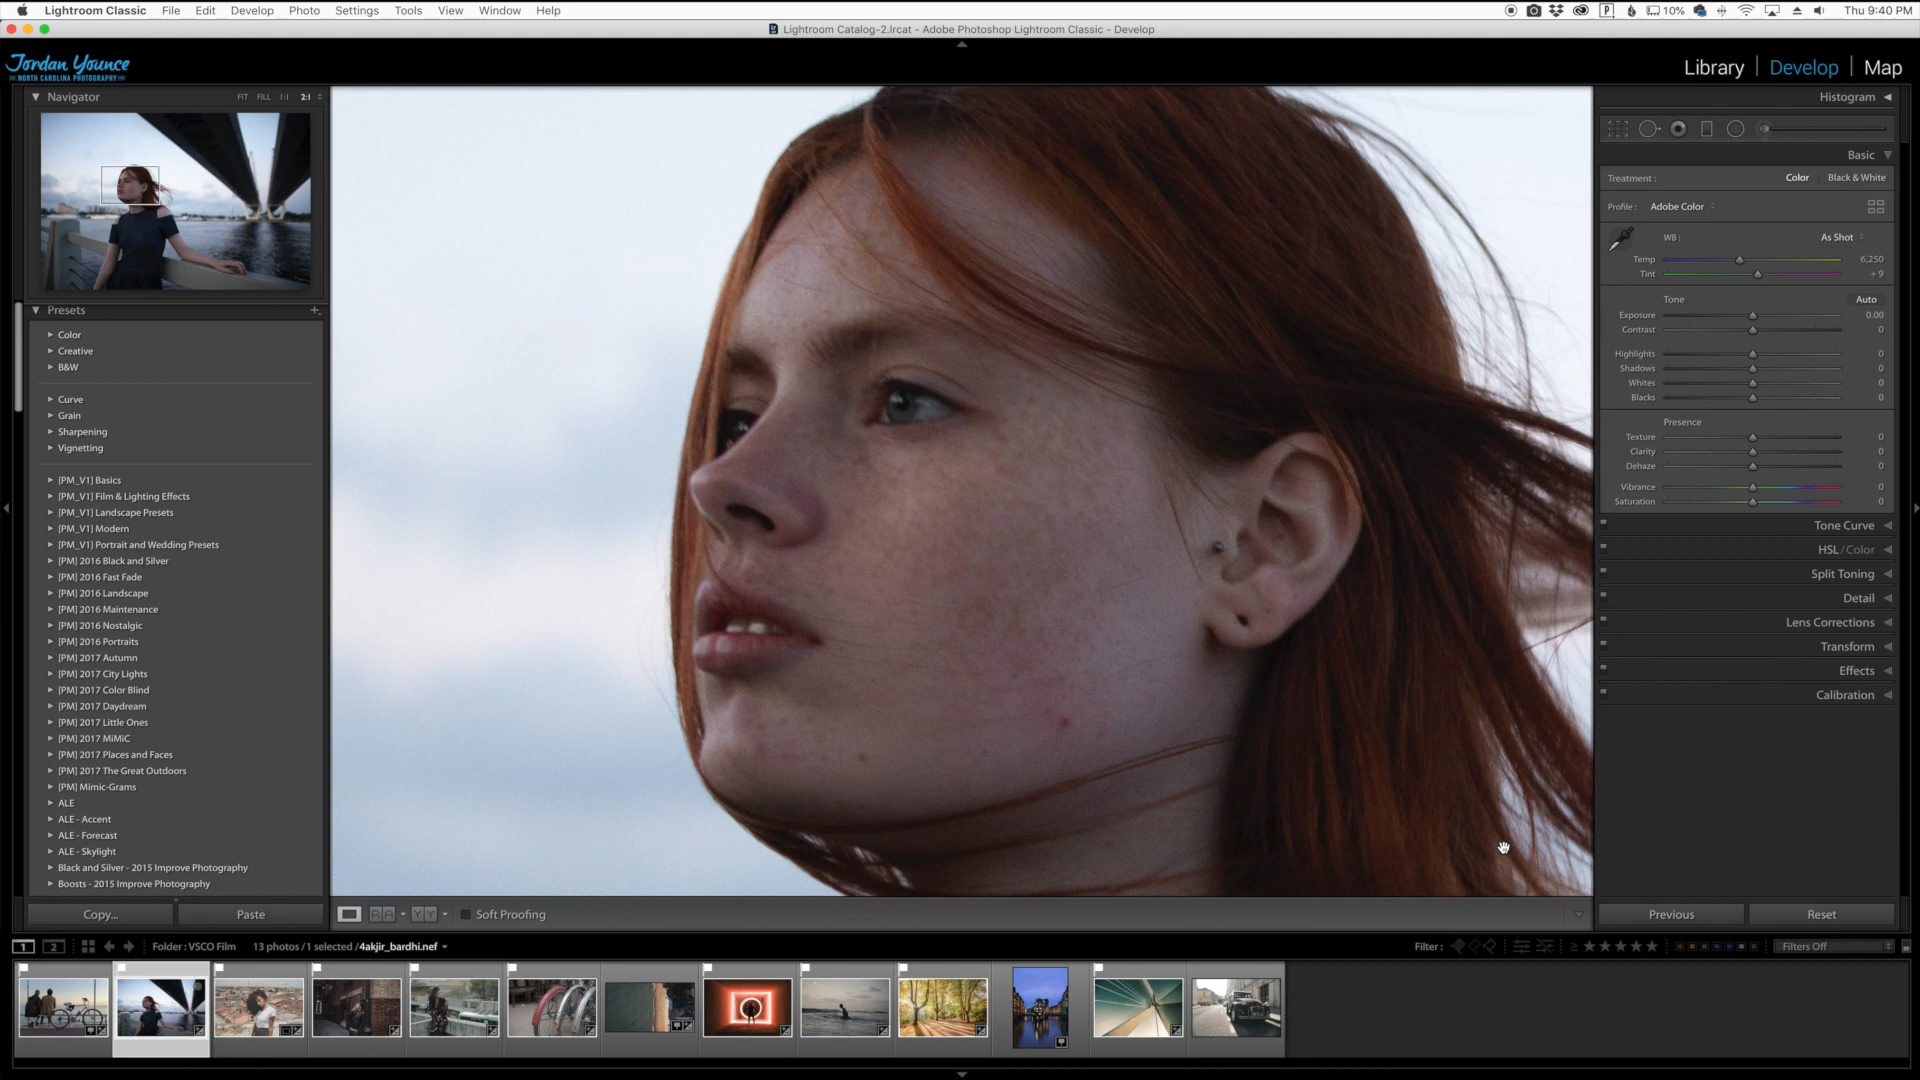 Lightroom Classic File Edit Develop Photo Settings Tools View Window Help 10% Thu 9:40 PM
Lightroom Catalog-2.lrcat - Adobe Photoshop Lightroom Classic - Develop
Jordan Younce
NORTH CAROLINA PHOTOGRAPHY
Library | Develop | Map
Navigator FIT FILL 1:1 2:1
Histogram
Basic
Treatment : Color Black & White
Profile : Adobe Color
WB : As Shot
Temp 6,250
Tint + 9
Tone Auto
Exposure 0.00
Contrast 0
Highlights 0
Shadows 0
Whites 0
Blacks 0
Presence
Texture 0
Clarity 0
Dehaze 0
Vibrance 0
Saturation 0
Tone Curve
HSL / Color
Split Toning
Detail
Lens Corrections
Transform
Effects
Calibration
Presets
Color
Creative
B&W
Curve
Grain
Sharpening
Vignetting
[PM_V1] Basics
[PM_V1] Film & Lighting Effects
[PM_V1] Landscape Presets
[PM_V1] Modern
[PM_V1] Portrait and Wedding Presets
[PM] 2016 Black and Silver
[PM] 2016 Fast Fade
[PM] 2016 Landscape
[PM] 2016 Maintenance
[PM] 2016 Nostalgic
[PM] 2016 Portraits
[PM] 2017 Autumn
[PM] 2017 City Lights
[PM] 2017 Color Blind
[PM] 2017 Daydream
[PM] 2017 Little Ones
[PM] 2017 MiMiC
[PM] 2017 Places and Faces
[PM] 2017 The Great Outdoors
[PM] Mimic-Grams
ALE
ALE - Accent
ALE - Forecast
ALE - Skylight
Black and Silver - 2015 Improve Photography
Boosts - 2015 Improve Photography
Copy... Paste
R A Y Y Soft Proofing
Previous Reset
1 2 Folder : VSCO Film 13 photos / 1 selected / 4akjir_bardhi.nef
Filter : Filters Off